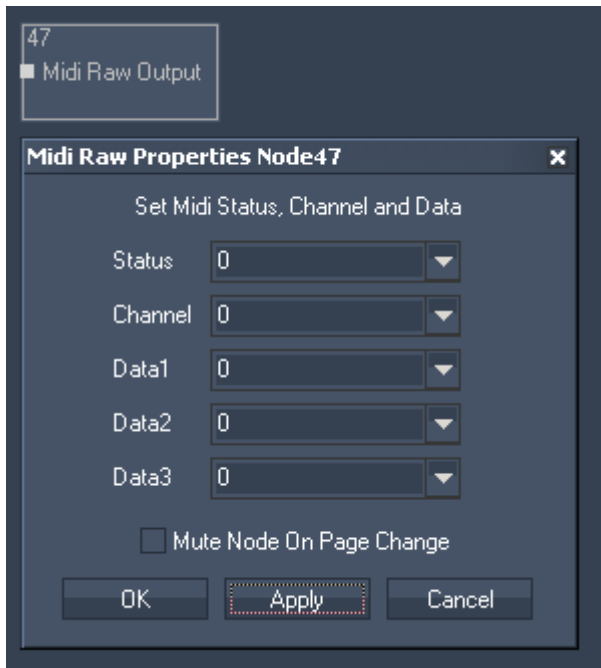 47
Midi Raw Output
Midi Raw Properties Node47
Set Midi Status, Channel and Data
Status 0
Channel 0
Data1 0
Data2 0
Data3 0
Mute Node On Page Change
OK Apply Cancel